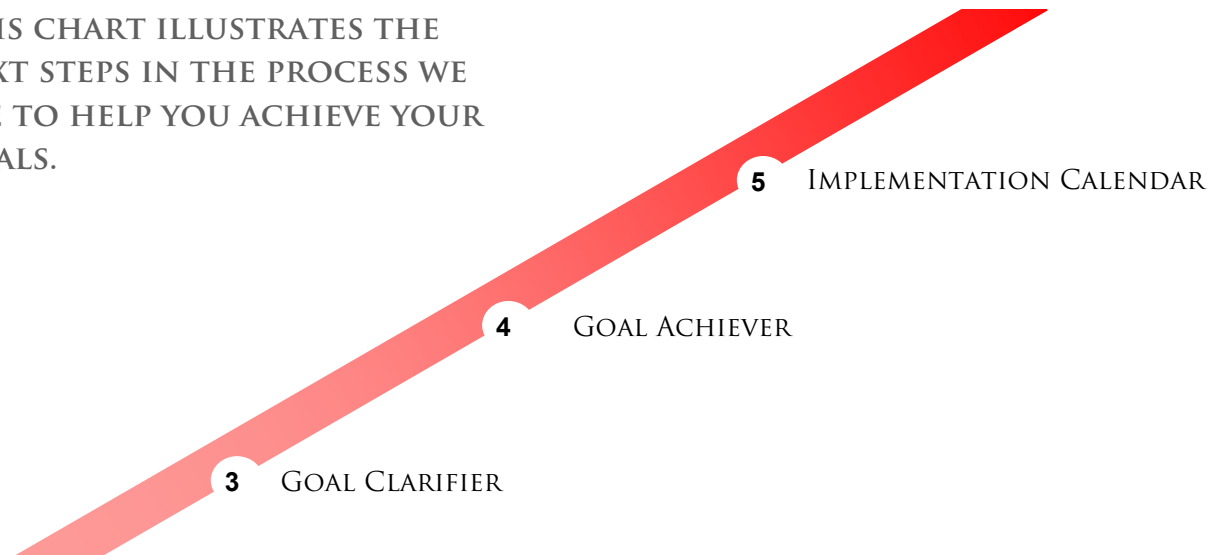 IS CHART ILLUSTRATES THE
XT STEPS IN THE PROCESS WE
TO HELP YOU ACHIEVE YOUR
ALS.
5 IMPLEMENTATION CALENDAR
4 GOAL ACHIEVER
3 GOAL CLARIFIER